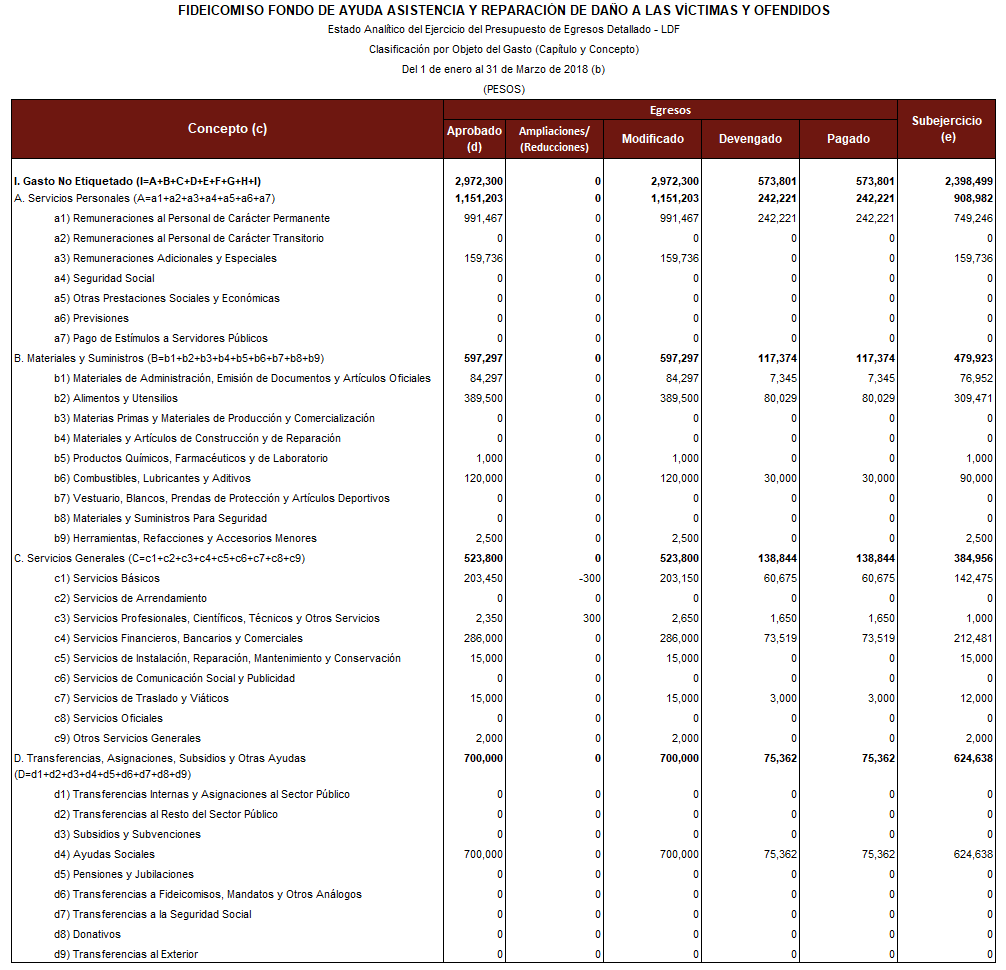 FIDEICOMISO FONDO DE AYUDA ASISTENCIA Y REPARACIÓN DE DAÑO A LAS VÍCTIMAS Y OFENDIDOS
Estado Analítico del Ejercicio del Presupuesto de Egresos Detallado - LDF
Clasificación por Objeto del Gasto (Capítulo y Concepto)
Del 1 de enero al 31 de Marzo de 2018 (b)
(PESOS)
Concepto (c) Egresos Subejercicio (e)
Aprobado (d) Ampliaciones/ (Reducciones) Modificado Devengado Pagado
I. Gasto No Etiquetado (I=A+B+C+D+E+F+G+H+I) 2,972,300 0 2,972,300 573,801 573,801 2,398,499
A. Servicios Personales (A=a1+a2+a3+a4+a5+a6+a7) 1,151,203 0 1,151,203 242,221 242,221 908,982
a1) Remuneraciones al Personal de Carácter Permanente 991,467 0 991,467 242,221 242,221 749,246
a2) Remuneraciones al Personal de Carácter Transitorio 0 0 0 0 0 0
a3) Remuneraciones Adicionales y Especiales 159,736 0 159,736 0 0 159,736
a4) Seguridad Social 0 0 0 0 0 0
a5) Otras Prestaciones Sociales y Económicas 0 0 0 0 0 0
a6) Previsiones 0 0 0 0 0 0
a7) Pago de Estímulos a Servidores Públicos 0 0 0 0 0 0
B. Materiales y Suministros (B=b1+b2+b3+b4+b5+b6+b7+b8+b9) 597,297 0 597,297 117,374 117,374 479,923
b1) Materiales de Administración, Emisión de Documentos y Artículos Oficiales 84,297 0 84,297 7,345 7,345 76,952
b2) Alimentos y Utensilios 389,500 0 389,500 80,029 80,029 309,471
b3) Materias Primas y Materiales de Producción y Comercialización 0 0 0 0 0 0
b4) Materiales y Artículos de Construcción y de Reparación 0 0 0 0 0 0
b5) Productos Químicos, Farmacéuticos y de Laboratorio 1,000 0 1,000 0 0 1,000
b6) Combustibles, Lubricantes y Aditivos 120,000 0 120,000 30,000 30,000 90,000
b7) Vestuario, Blancos, Prendas de Protección y Artículos Deportivos 0 0 0 0 0 0
b8) Materiales y Suministros Para Seguridad 0 0 0 0 0 0
b9) Herramientas, Refacciones y Accesorios Menores 2,500 0 2,500 0 0 2,500
C. Servicios Generales (C=c1+c2+c3+c4+c5+c6+c7+c8+c9) 523,800 0 523,800 138,844 138,844 384,956
c1) Servicios Básicos 203,450 -300 203,150 60,675 60,675 142,475
c2) Servicios de Arrendamiento 0 0 0 0 0 0
c3) Servicios Profesionales, Científicos, Técnicos y Otros Servicios 2,350 300 2,650 1,650 1,650 1,000
c4) Servicios Financieros, Bancarios y Comerciales 286,000 0 286,000 73,519 73,519 212,481
c5) Servicios de Instalación, Reparación, Mantenimiento y Conservación 15,000 0 15,000 0 0 15,000
c6) Servicios de Comunicación Social y Publicidad 0 0 0 0 0 0
c7) Servicios de Traslado y Viáticos 15,000 0 15,000 3,000 3,000 12,000
c8) Servicios Oficiales 0 0 0 0 0 0
c9) Otros Servicios Generales 2,000 0 2,000 0 0 2,000
D. Transferencias, Asignaciones, Subsidios y Otras Ayudas 700,000 0 700,000 75,362 75,362 624,638
(D=d1+d2+d3+d4+d5+d6+d7+d8+d9)
d1) Transferencias Internas y Asignaciones al Sector Público 0 0 0 0 0 0
d2) Transferencias al Resto del Sector Público 0 0 0 0 0 0
d3) Subsidios y Subvenciones 0 0 0 0 0 0
d4) Ayudas Sociales 700,000 0 700,000 75,362 75,362 624,638
d5) Pensiones y Jubilaciones 0 0 0 0 0 0
d6) Transferencias a Fideicomisos, Mandatos y Otros Análogos 0 0 0 0 0 0
d7) Transferencias a la Seguridad Social 0 0 0 0 0 0
d8) Donativos 0 0 0 0 0 0
d9) Transferencias al Exterior 0 0 0 0 0 0